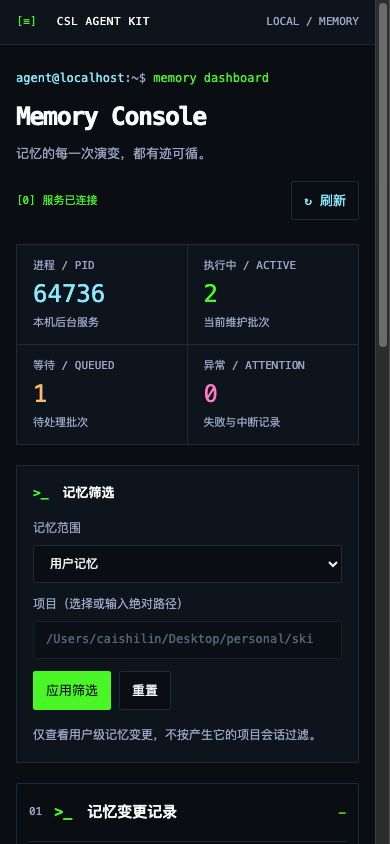 [≡] CSL AGENT KIT LOCAL / MEMORY
agent@localhost:~$ memory dashboard
Memory Console
记忆的每一次演变，都有迹可循。
[0] 服务已连接
↻ 刷新
进程 / PID
64736
本机后台服务
执行中 / ACTIVE
2
当前维护批次
等待 / QUEUED
1
待处理批次
异常 / ATTENTION
0
失败与中断记录
>_ 记忆筛选
记忆范围
用户记忆
项目（选择或输入绝对路径）
/Users/caishilin/Desktop/personal/ski
应用筛选 重置
仅查看用户级记忆变更，不按产生它的项目会话过滤。
01 >_ 记忆变更记录 —